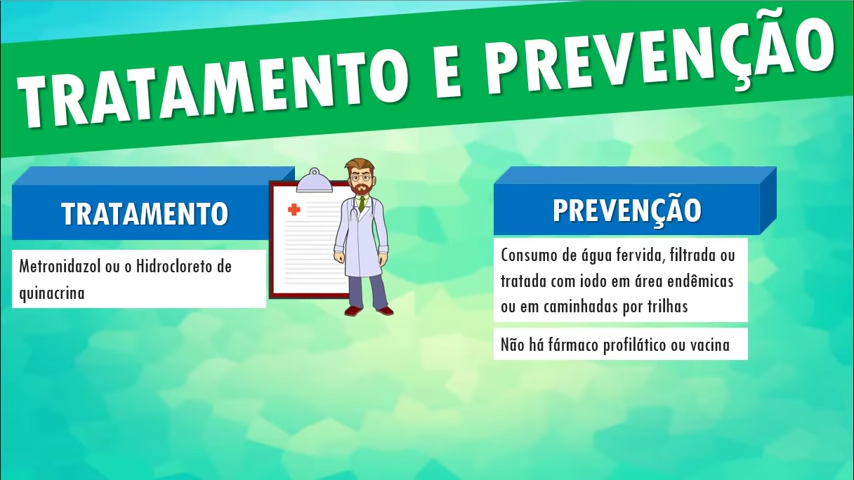 TRATAMENTO E PREVENÇÃO
TRATAMENTO
Metronidazol ou o Hidrocloreto de
quinacrina
PREVENÇÃO
Consumo de água fervida, filtrada ou
tratada com iodo em área endêmicas
ou em caminhadas por trilhas
Não há fármaco profilático ou vacina